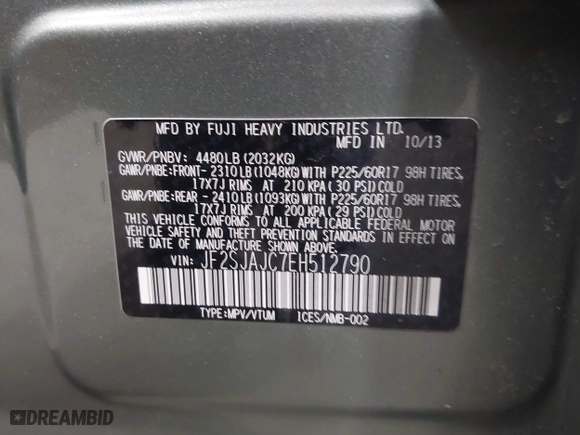 MFD BY FUJI HEAVY INDUSTRIES LTD.
MFD IN 10/13
GVWR/PNBV: 4480LB (2032KG)
GAWR/PNBE: FRONT- 2310LB (1048KG) WITH P225/60R17 98H TIRES,
17X7J RIMS AT 210 KPA (30 PSI) COLD
GAWR/PNBE: REAR - 2410LB (1093KG) WITH P225/60R17 98H TIRES,
17X7J RIMS AT 200 KPA (29 PSI) COLD
THIS VEHICLE CONFORMS TO ALL APPLICABLE FEDERAL MOTOR
VEHICLE SAFETY AND THEFT PREVENTION STANDARDS IN EFFECT
ON THE DATE OF MANUFACTURE SHOWN ABOVE.
VIN: JF2SJAJC7EH512790
TYPE: MPV/VTUM 1CES/NMB-002
DREAMBID